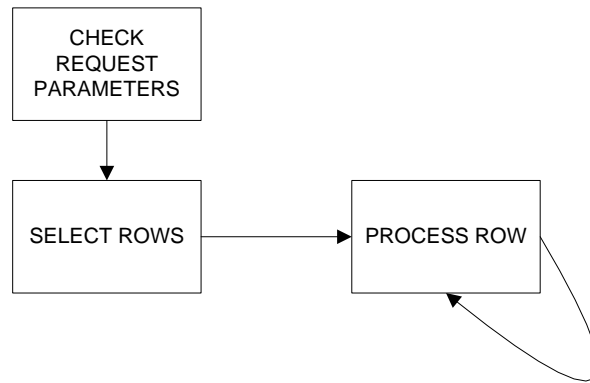 CHECK
REQUEST
PARAMETERS
SELECT ROWS
PROCESS ROW